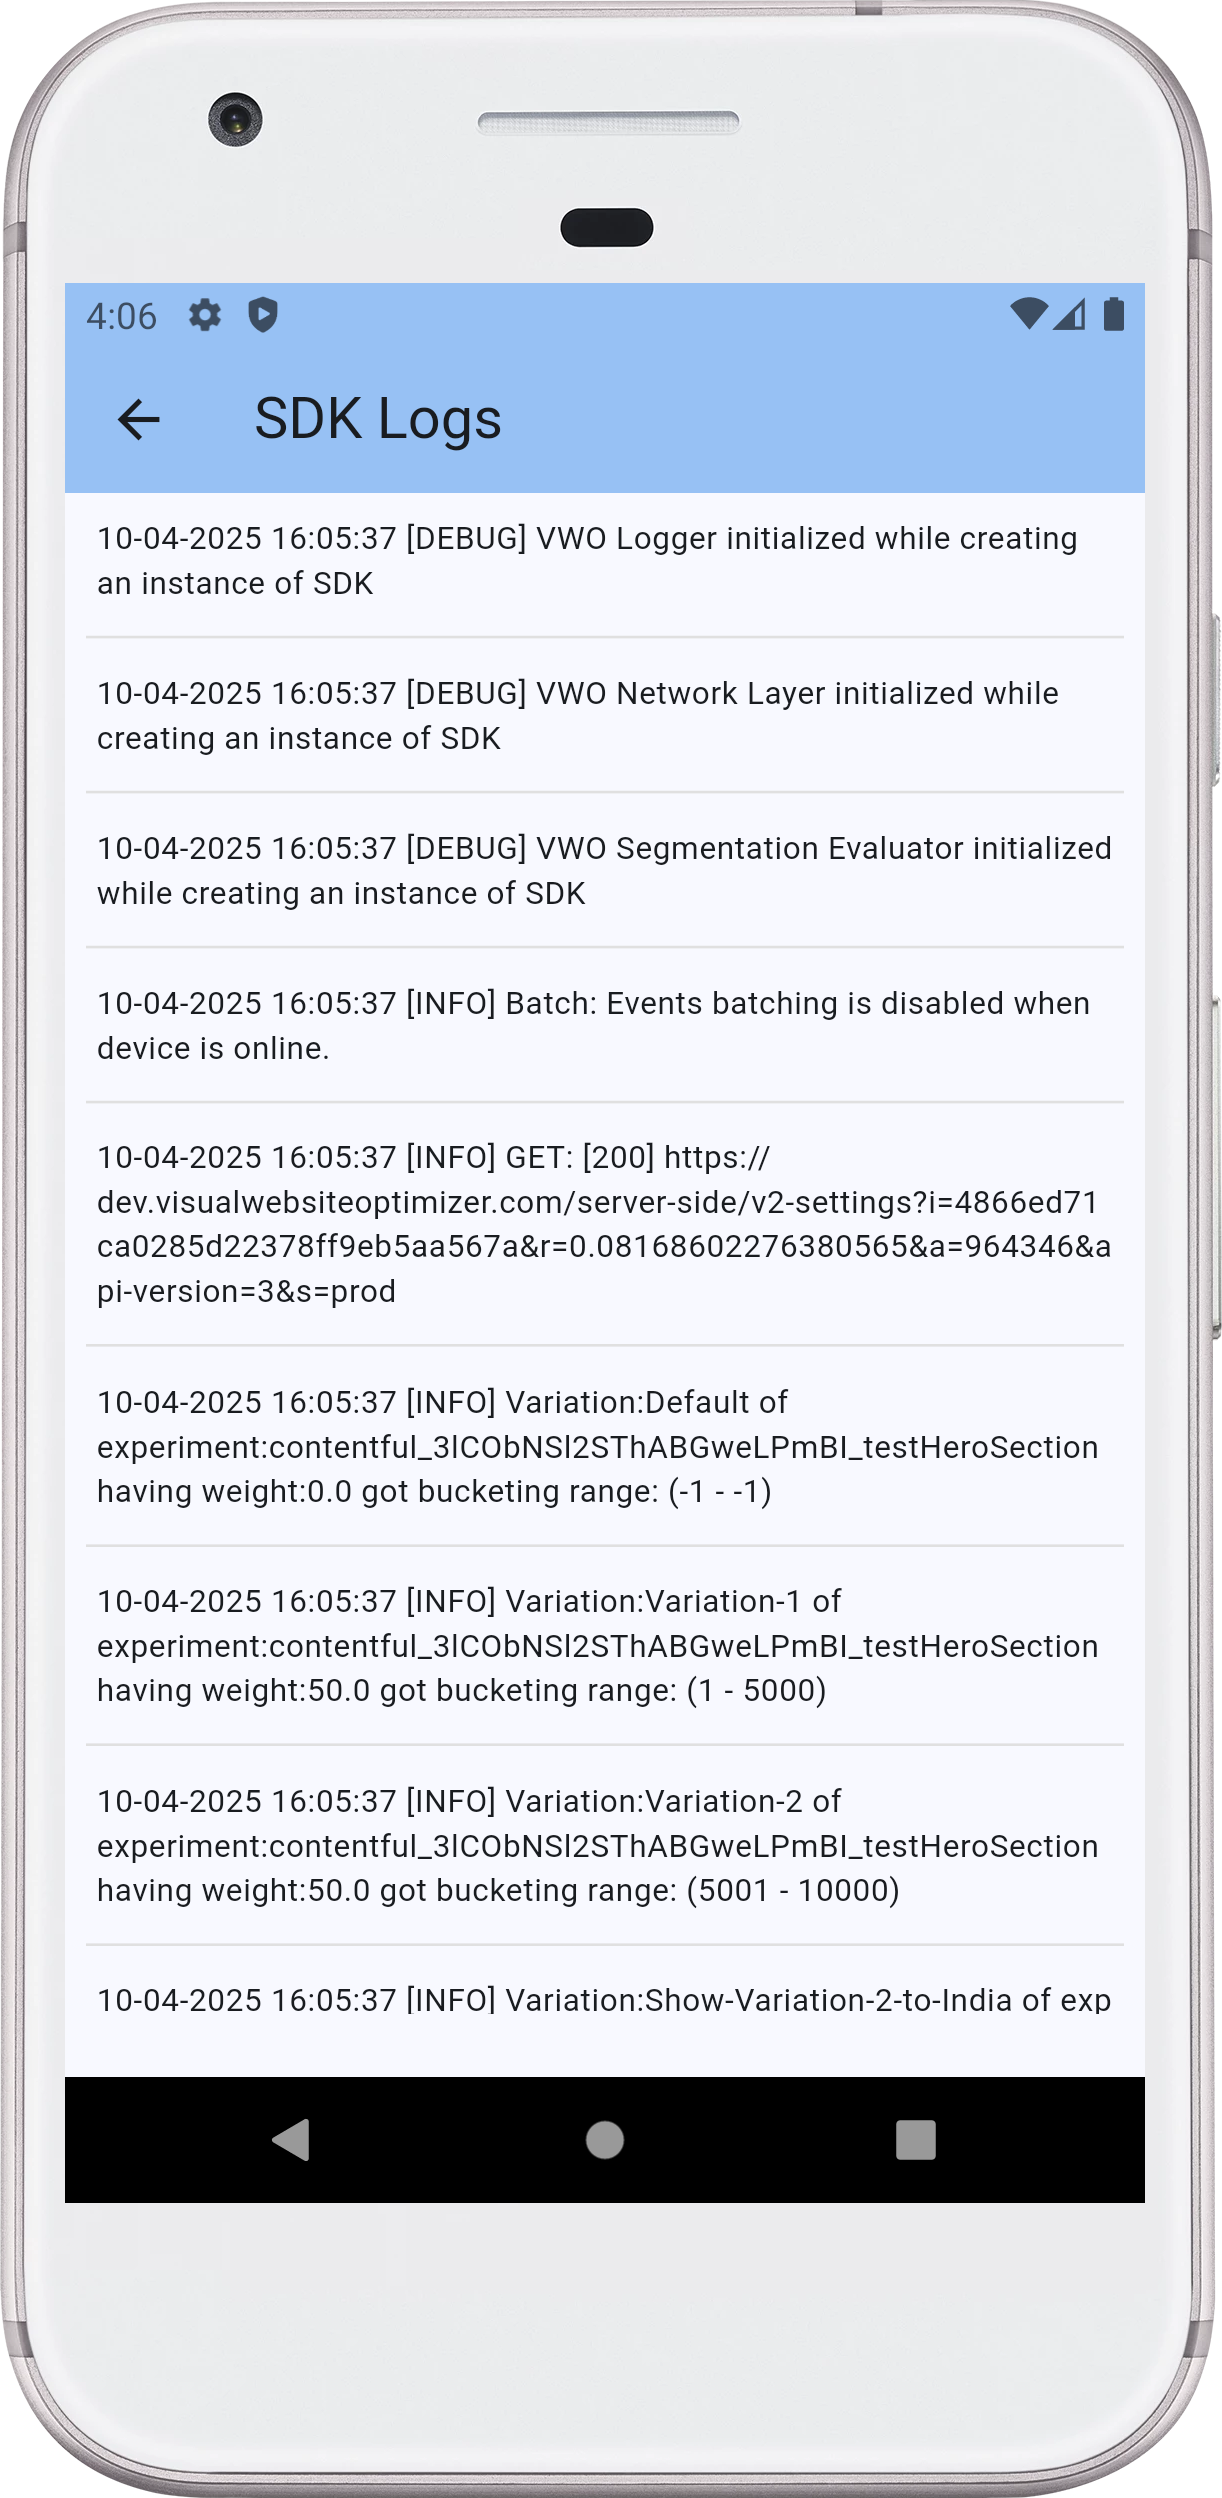 4:06
SDK Logs
10-04-2025 16:05:37 [DEBUG] VWO Logger initialized while creating
an instance of SDK
10-04-2025 16:05:37 [DEBUG] VWO Network Layer initialized while
creating an instance of SDK
10-04-2025 16:05:37 [DEBUG] VWO Segmentation Evaluator initialized
while creating an instance of SDK
10-04-2025 16:05:37 [INFO] Batch: Events batching is disabled when
device is online.
10-04-2025 16:05:37 [INFO] GET: [200] https://
dev.visualwebsiteoptimizer.com/server-side/v2-settings?i=4866ed71
ca0285d22378ff9eb5aa567a&r=0.08168602276380565&a=964346&a
pi-version=3&s=prod
10-04-2025 16:05:37 [INFO] Variation:Default of
experiment:contentful_3lCObNSl2SThABGweLPmBI_testHeroSection
having weight:0.0 got bucketing range: (-1 - -1)
10-04-2025 16:05:37 [INFO] Variation:Variation-1 of
experiment:contentful_3lCObNSl2SThABGweLPmBI_testHeroSection
having weight:50.0 got bucketing range: (1 - 5000)
10-04-2025 16:05:37 [INFO] Variation:Variation-2 of
experiment:contentful_3lCObNSl2SThABGweLPmBI_testHeroSection
having weight:50.0 got bucketing range: (5001 - 10000)
10-04-2025 16:05:37 [INFO] Variation:Show-Variation-2-to-India of exp